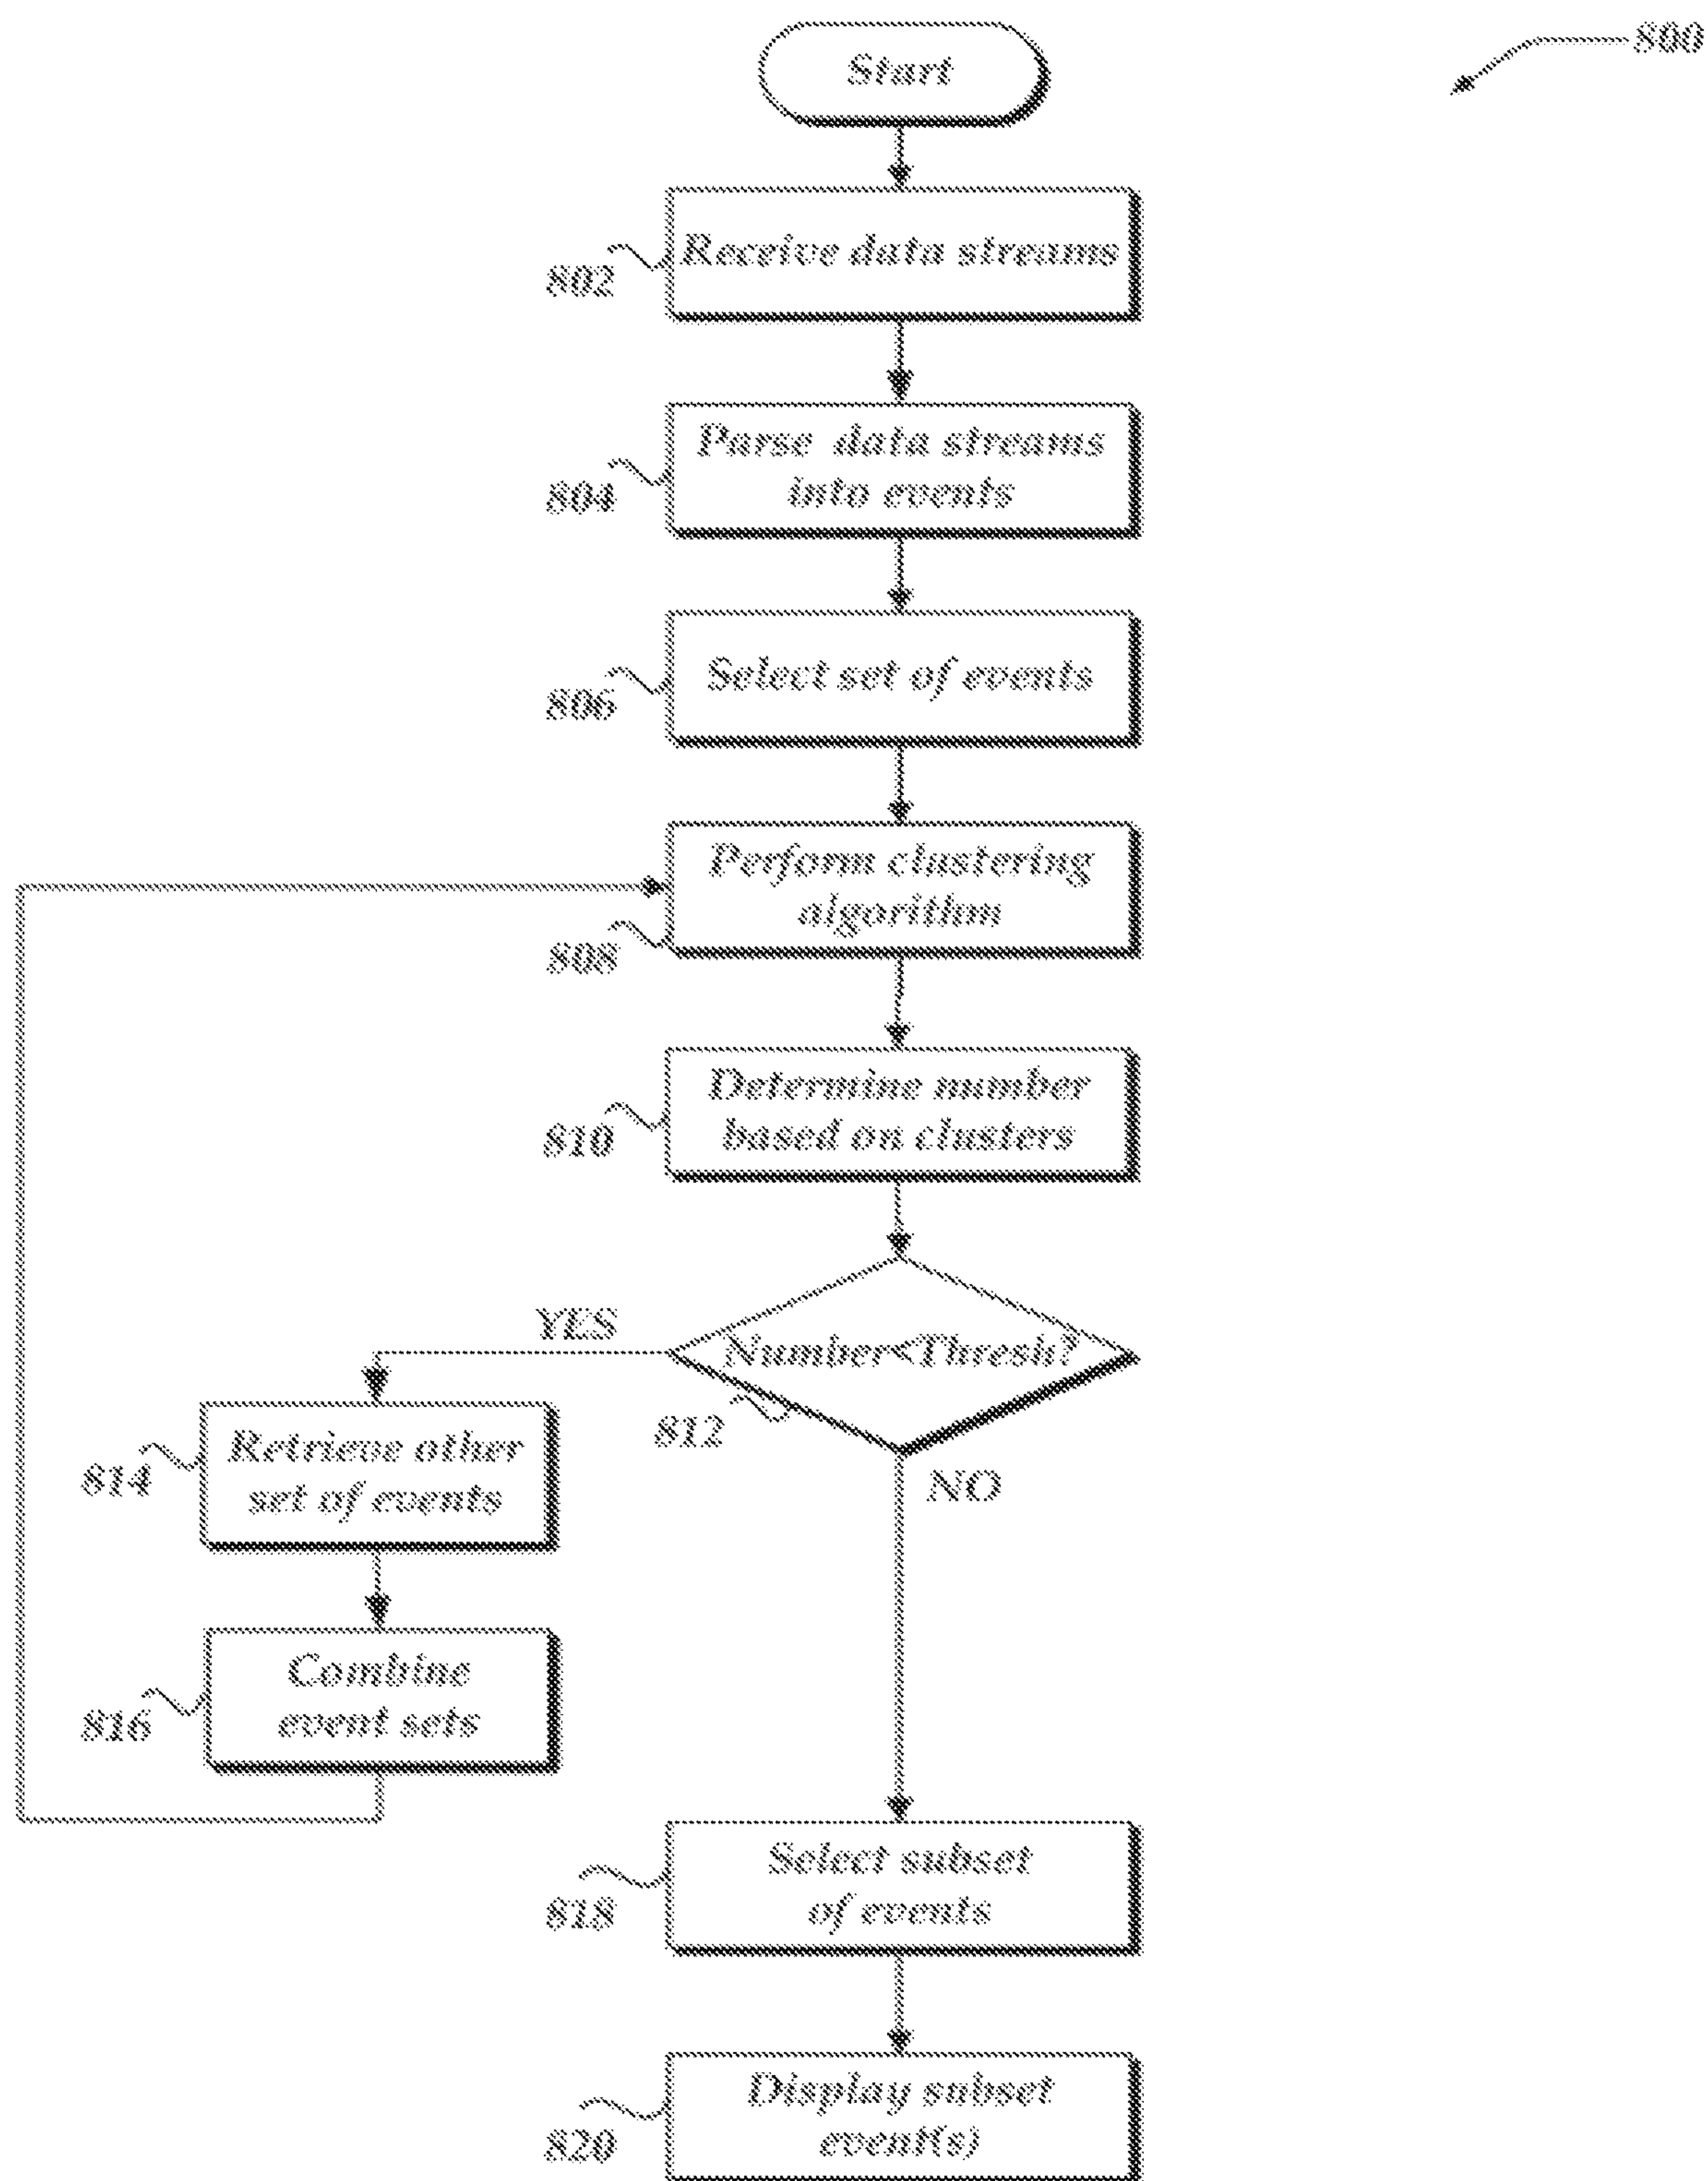 800
Start
Receive data streams
802
Parse data streams
into events
804
Select set of events
806
Perform clustering
algorithm
808
Determine number
based on clusters
810
YES
Number<Thresh?
812
NO
Retrieve other
set of events
814
Combine
event sets
816
Select subset
of events
818
Display subset
event(s)
820